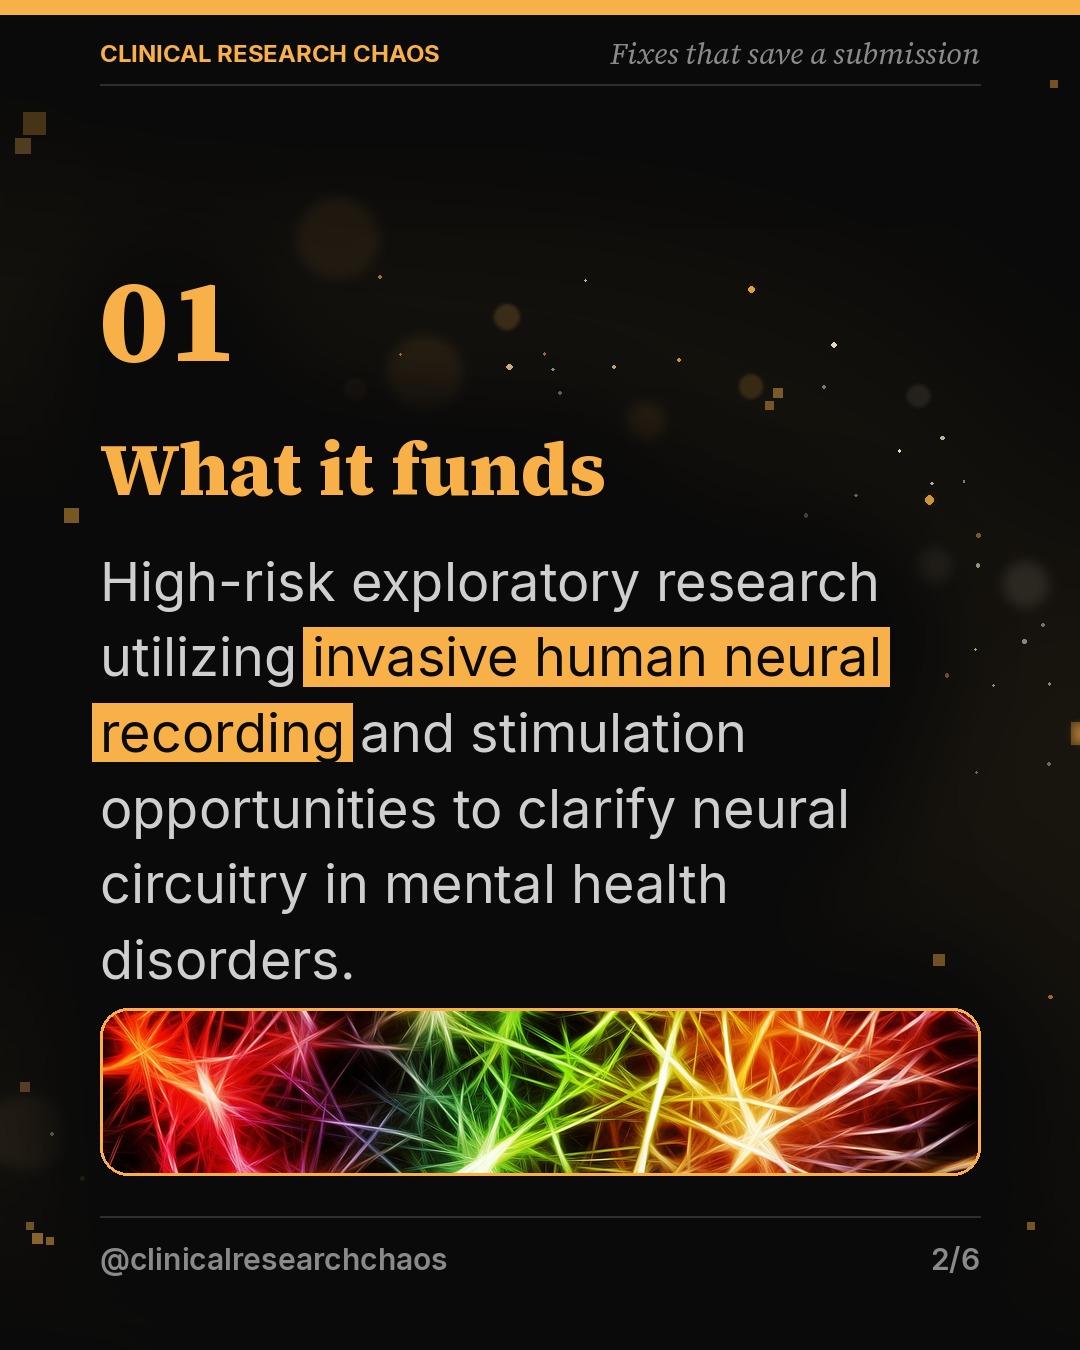 CLINICAL RESEARCH CHAOS
Fixes that save a submission
01
What it funds
High-risk exploratory research
utilizing invasive human neural
recording and stimulation
opportunities to clarify neural
circuitry in mental health
disorders.
@clinicalresearchchaos
2/6